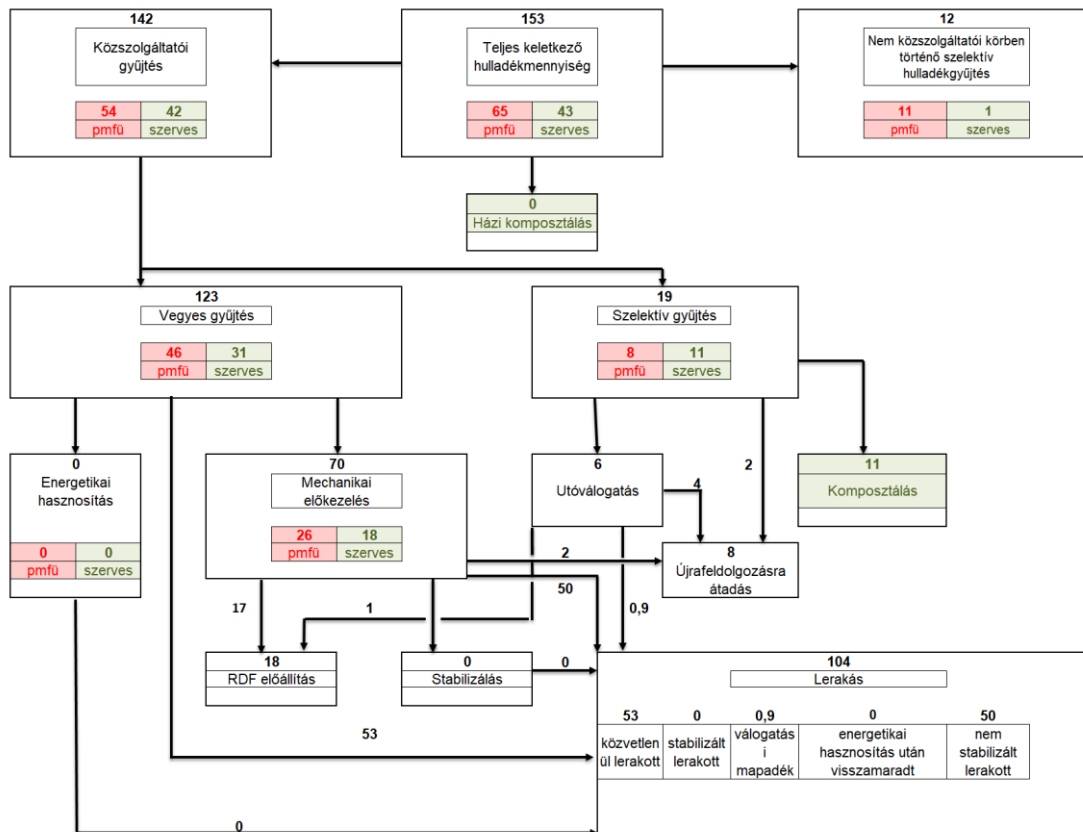 142
Közszolgáltatói
gyűjtés
54 42
pmfü szerves
153
Teljes keletkező
hulladékmennyiség
65 43
pmfü szerves
12
Nem közszolgáltatói körben
történő szelektív
hulladékgyűjtés
11 1
pmfü szerves
0
Házi komposztálás
123
Vegyes gyűjtés
46 31
pmfü szerves
19
Szelektív gyűjtés
8 11
pmfü szerves
0
Energetikai
hasznosítás
0 0
pmfü szerves
70
Mechanikai
előkezelés
26 18
pmfü szerves
6
Utóválogatás
4
2
11
Komposztálás
2
8
Újrafeldolgozásra
átadás
50
0,9
17
1
18
RDF előállítás
0
Stabilizálás
0
53
0
104
Lerakás
53
közvetlen
ül lerakott
0
stabilizált
lerakott
0,9
válogatás
i
mapadék
0
energetikai
hasznosítás után
visszamaradt
50
nem
stabilizált
lerakott